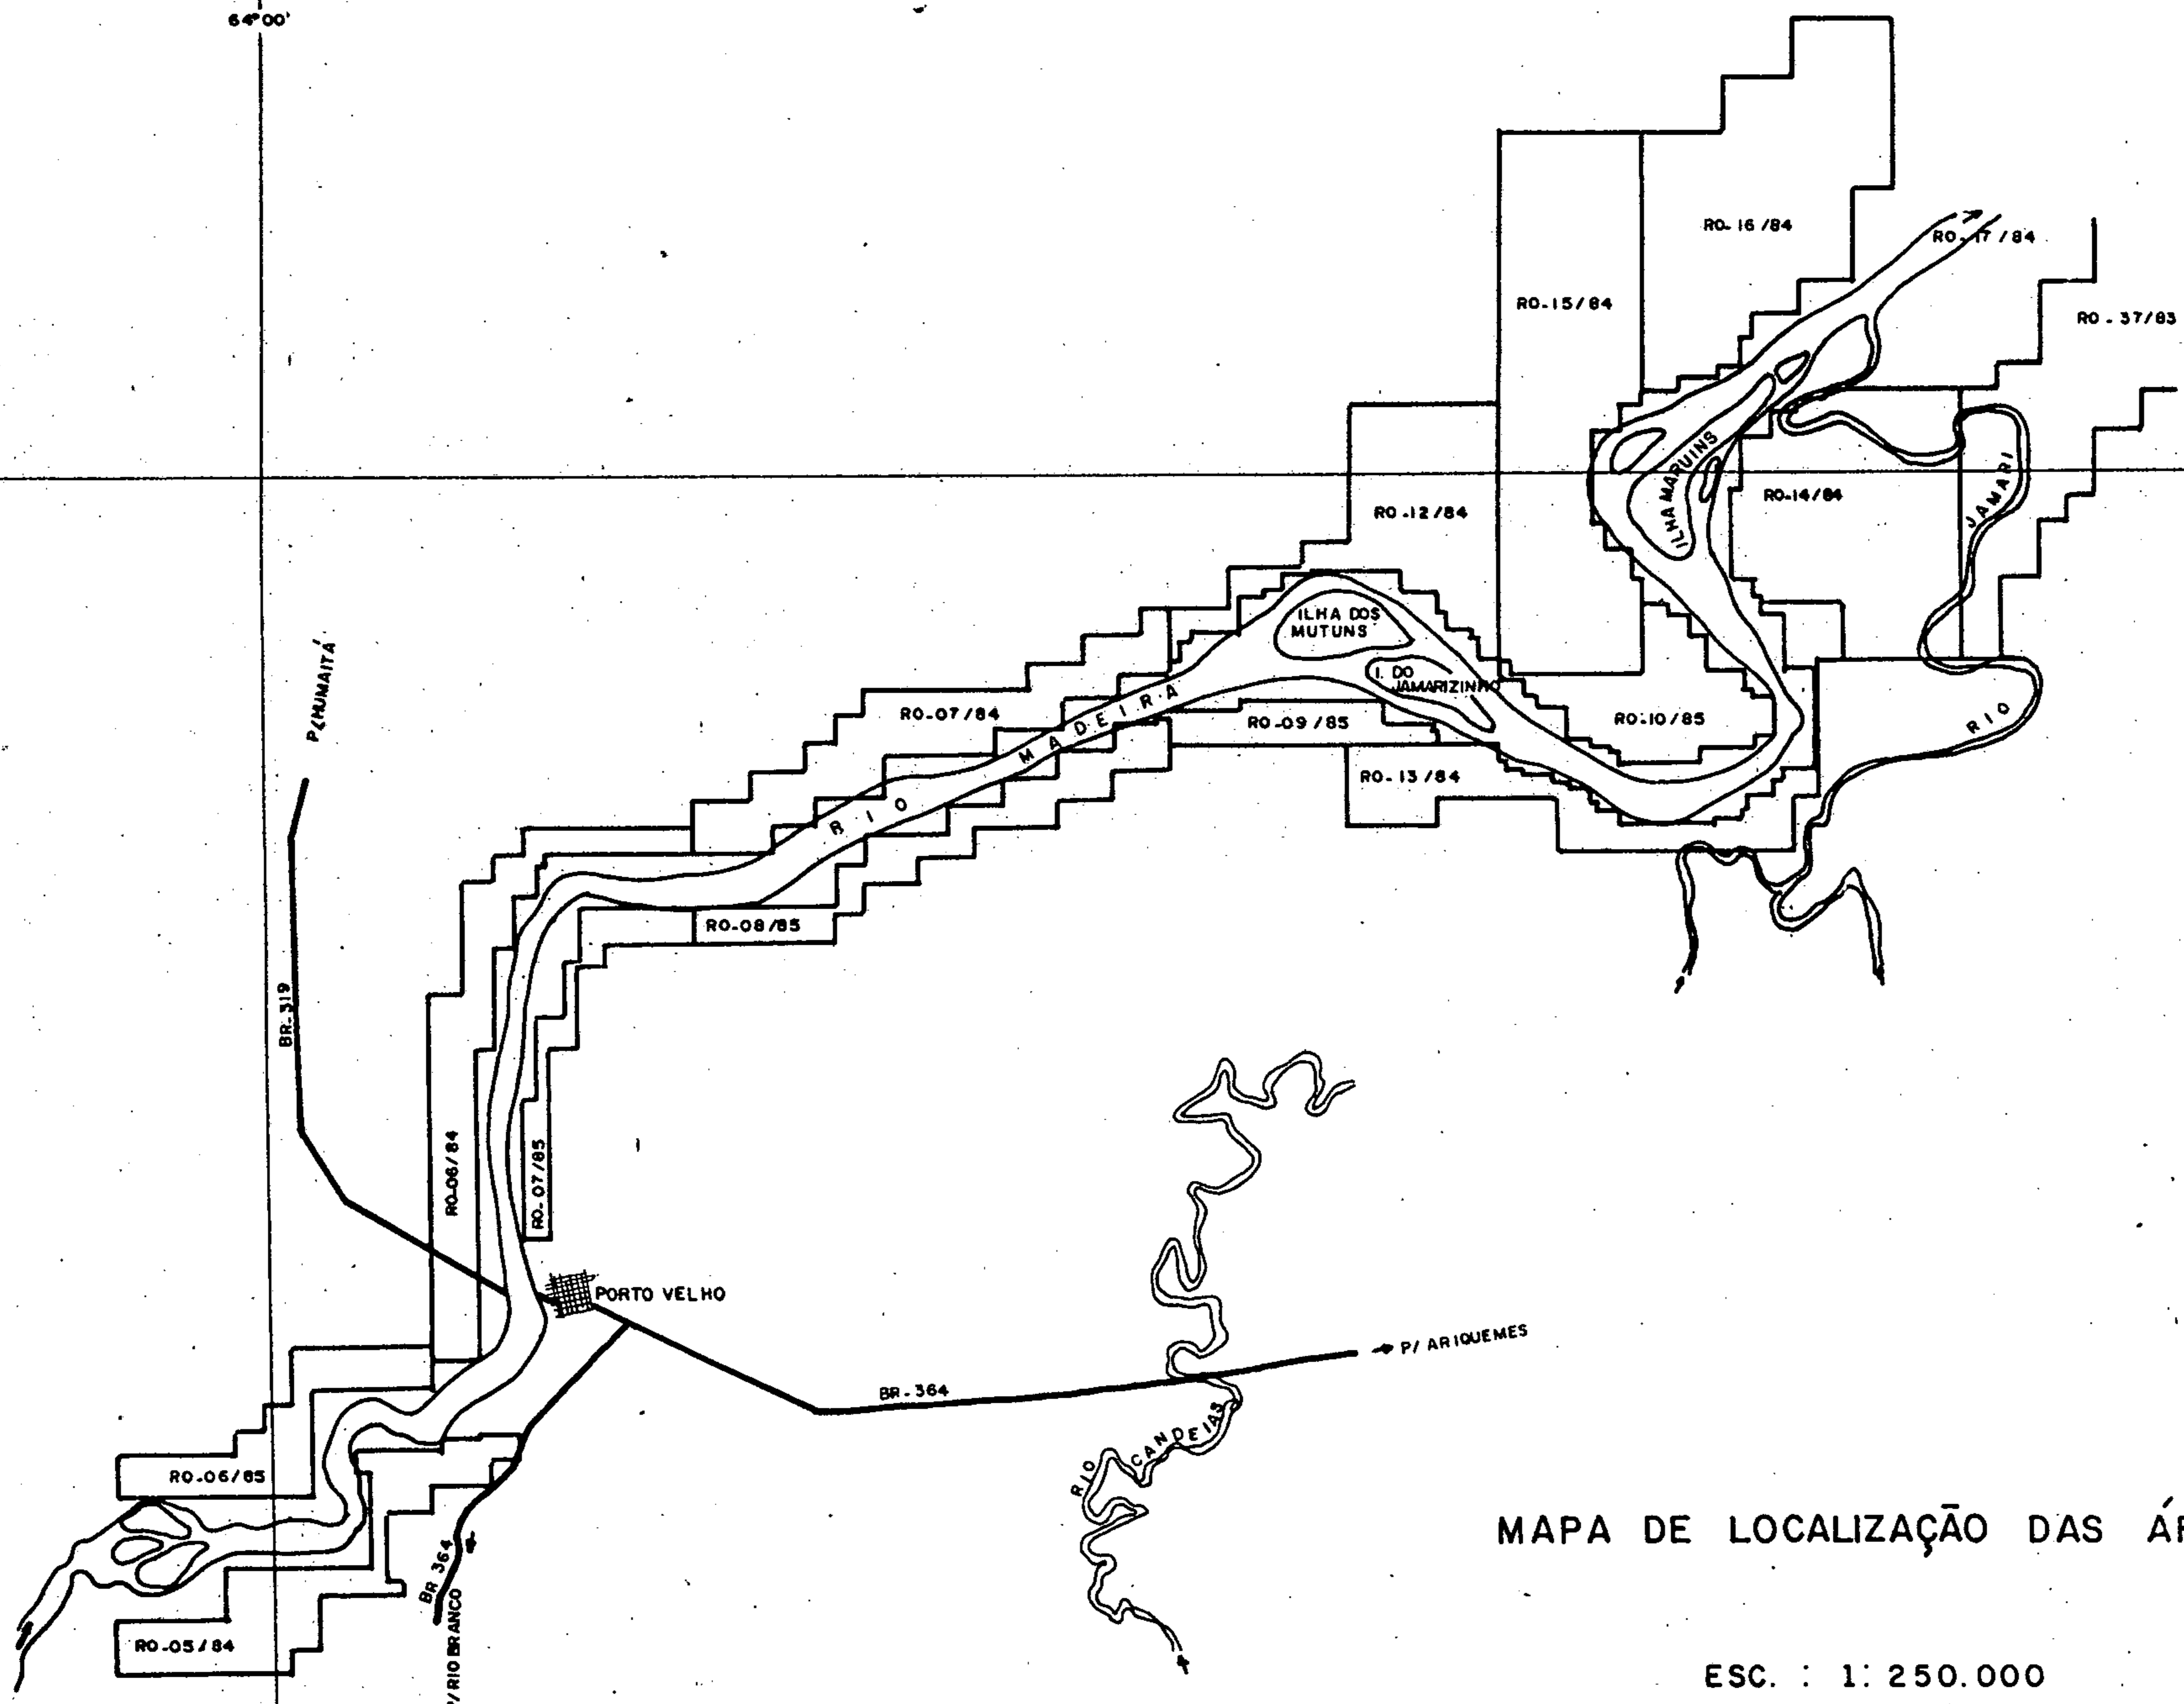 64°00'
RO-16/84
RO-17/84
RO-15/84
RO-37/83
ILHA MARUINS
RO-14/84
JAMARI
RO-12/84
ILHA DOS
MUTUNS
I. DO
JAMARIZINHO
P/HUMAITÁ
RO-07/84
RIO MADEIRA
RO-09/85
RO-10/85
RIO
RO-13/84
RO-08/85
BR-319
RO-06/84
RO-07/85
PORTO VELHO
P/ ARIQUEMES
BR-364
RIO CANDEIAS
RO-06/85
BR 364
P/ RIO BRANCO
RO-05/84
MAPA DE LOCALIZAÇÃO DAS
ESC. : 1: 250.000